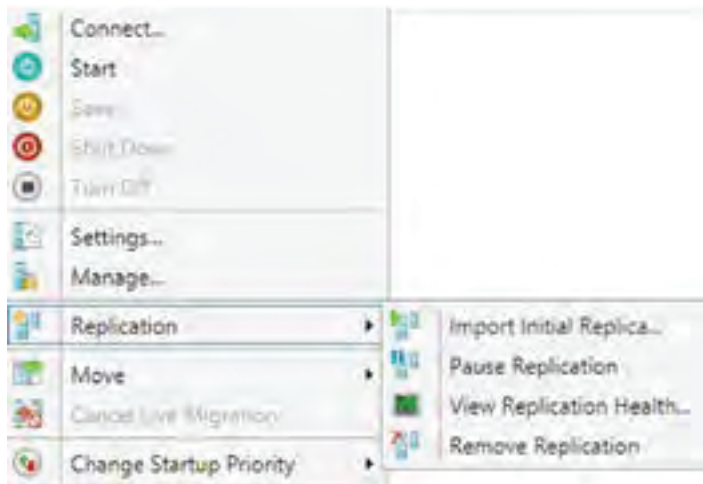 Connect...
Start
Save
Shut Down
Turn Off
Settings...
Manage...
Replication
Import Initial Replica...
Pause Replication
View Replication Health...
Remove Replication
Move
Cancel Live Migration
Change Startup Priority